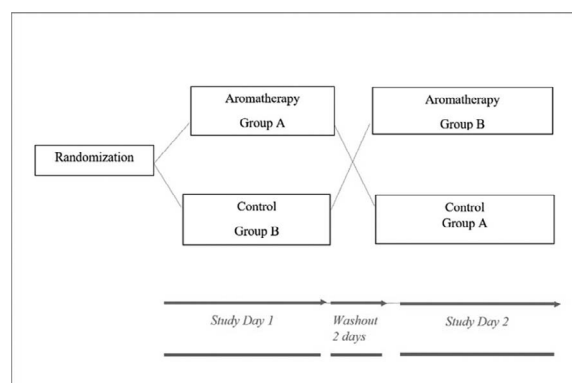 Aromatherapy
Group A
Aromatherapy
Group B
Randomization
Control
Group B
Control
Group A
Study Day 1
Washout
2 days
Study Day 2